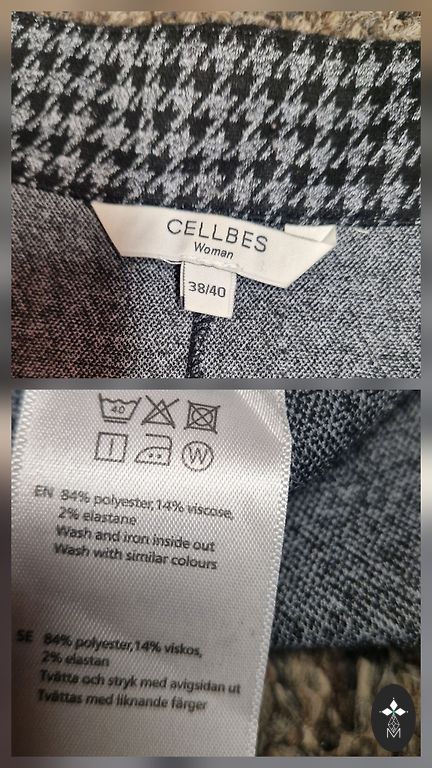 CELLBES
Woman
38/40
40
W
EN 84% polyester,14% viscose,
2% elastane
Wash and iron inside out
Wash with similar colours
SE 84% polyester,14% viskos,
2% elastan
Tvätta och stryk med avigsidan ut
Tvättas med liknande färger
M